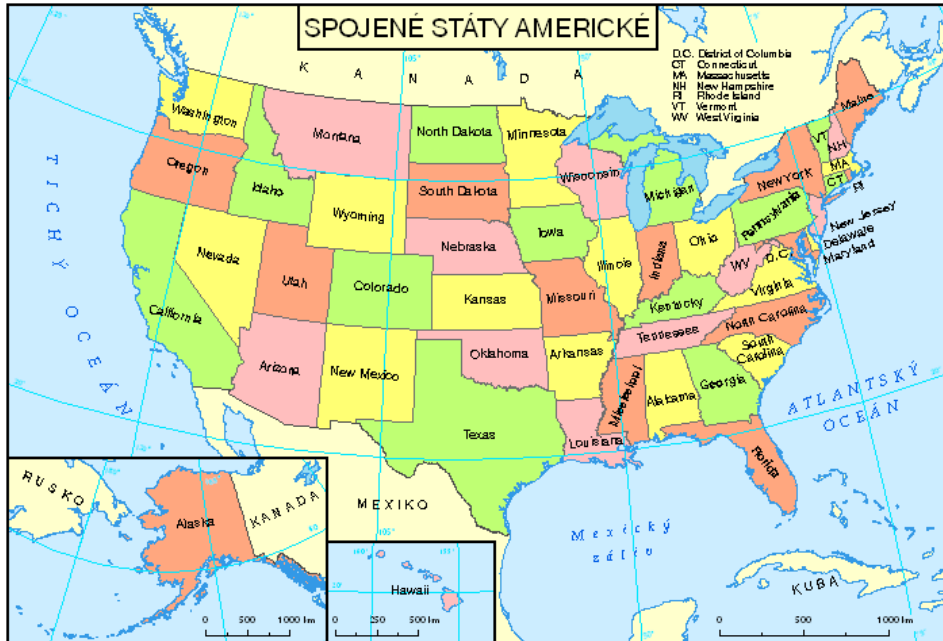 SPOJENÉ STÁTY AMERICKÉ
D.C. District of Columbia
CT Connecticut
MA Massachusetts
NH New Hampshire
RI Rhode Island
VT Vermont
WV West Virginia
K A N A D A
Washington
Montana
North Dakota
Minnesota
Maine
VT
NH
Oregon
Idaho
South Dakota
Wisconsin
Michigan
New York
MA
CT
RI
Wyoming
Iowa
Pennsylvania
New Jersey
Delaware
Maryland
Nebraska
Nevada
Utah
Colorado
Kansas
Missouri
Illinois
Indiana
Ohio
WV
D.C.
Virginia
Kentucky
California
Arizona
New Mexico
Oklahoma
Arkansas
Tennessee
North Carolina
South
Carolina
Texas
Louisiana
Mississippi
Alabama
Georgia
Florida
TICHÝ OCEÁN
ATLANTSKÝ
OCEÁN
MEXIKO
Mexický
záliv
KUBA
RUSKO
Alaska
KANADA
Hawaii
0 500 1000 km
0 250 500 km
0 500 1000 km